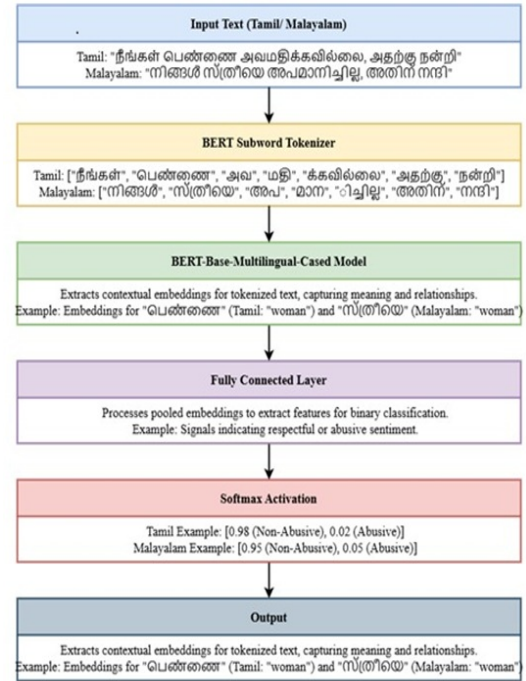 Input Text (Tamil/ Malayalam)
Tamil: "நீங்கள் பெண்ணை அவமதிக்கவில்லை, அதற்கு நன்றி"
Malayalam: "നിങ്ങൾ സ്ത്രീയെ അപമാനിച്ചില്ല, അതിന് നന്ദി"
BERT Subword Tokenizer
Tamil: ["நீங்கள்", "பெண்ணை", "அவ", "மதி", "க்கவில்லை", "அதற்கு", "நன்றி"]
Malayalam: ["നിങ്ങൾ", "സ്ത്രീയെ", "അപ", "മാന", "ിച്ചില്ല", "അതിന്", "നന്ദി"]
BERT-Base-Multilingual-Cased Model
Extracts contextual embeddings for tokenized text, capturing meaning and relationships.
Example: Embeddings for "பெண்ணை" (Tamil: "woman") and "സ്ത്രീയെ" (Malayalam: "woman")
Fully Connected Layer
Processes pooled embeddings to extract features for binary classification.
Example: Signals indicating respectful or abusive sentiment.
Softmax Activation
Tamil Example: [0.98 (Non-Abusive), 0.02 (Abusive)]
Malayalam Example: [0.95 (Non-Abusive), 0.05 (Abusive)]
Output
Extracts contextual embeddings for tokenized text, capturing meaning and relationships.
Example: Embeddings for "பெண்ணை" (Tamil: "woman") and "സ്ത്രീയെ" (Malayalam: "woman")